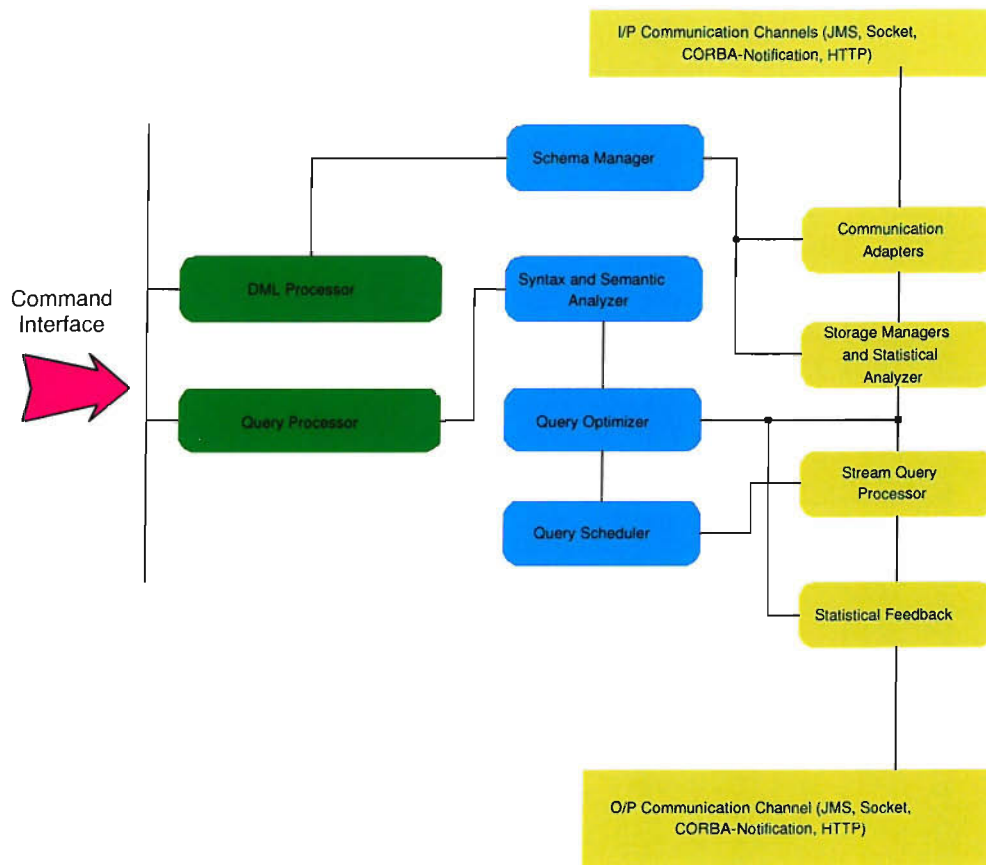 I/P Communication Channels (JMS, Socket,
CORBA-Notification, HTTP)
Schema Manager
Communication
Adapters
DML Processor
Syntax and Semantic
Analyzer
Command
Interface
Storage Managers
and Statistical
Analyzer
Query Processor
Query Optimizer
Stream Query
Processor
Query Scheduler
Statistical Feedback
O/P Communication Channel (JMS, Socket,
CORBA-Notification, HTTP)